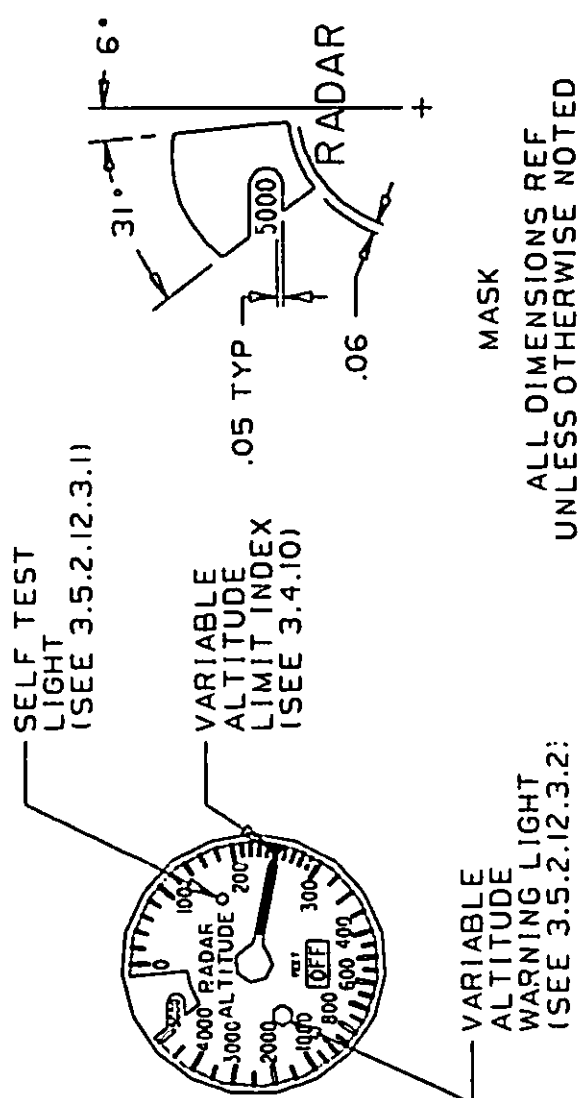 SELF TEST
LIGHT
(SEE 3.5.2.12.3.1)
VARIABLE
ALTITUDE
LIMIT INDEX
(SEE 3.4.10)
VARIABLE
ALTITUDE
WARNING LIGHT
(SEE 3.5.2.12.3.2)
0
100
200
300
400
600
800
1000
2000
3000
4000
RADAR
ALTITUDE
FEET
OFF
6°
31°
5000
RADAR
.05 TYP
.06
MASK
ALL DIMENSIONS REF
UNLESS OTHERWISE NOTED